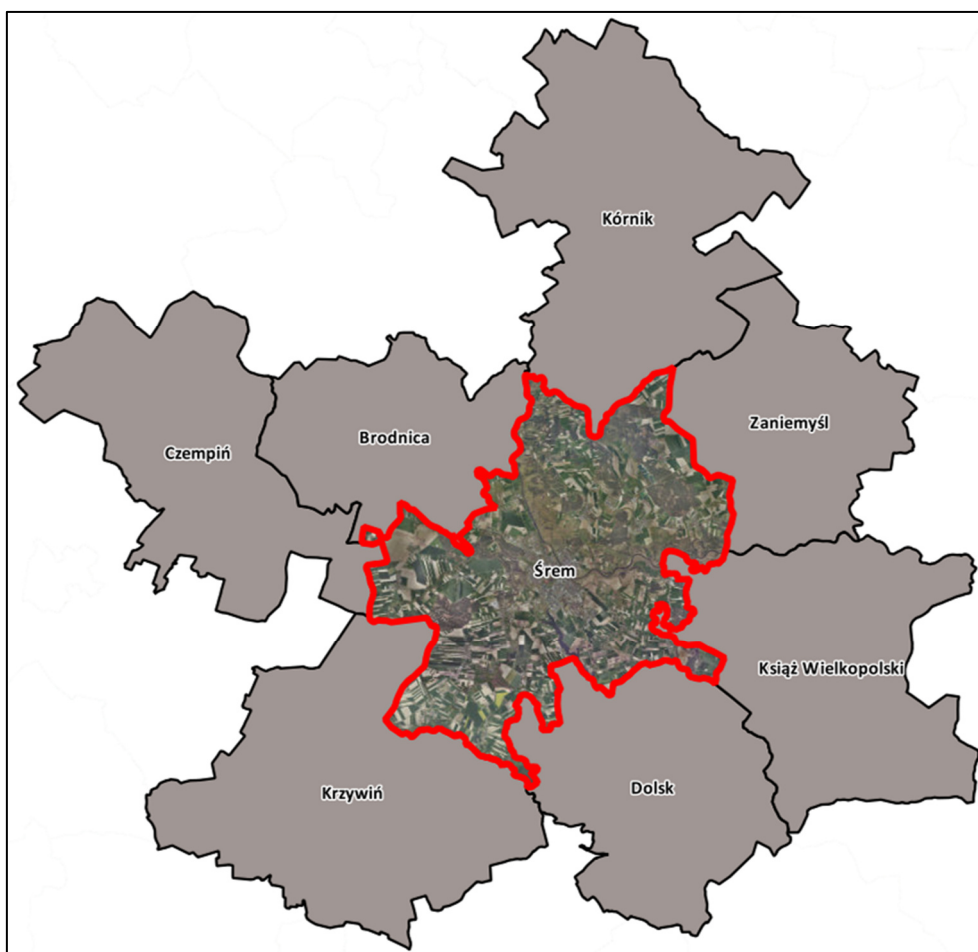 Kórnik
Zaniemyśl
Brodnica
Czempiń
Śrem
Książ Wielkopolski
Dolsk
Krzywiń